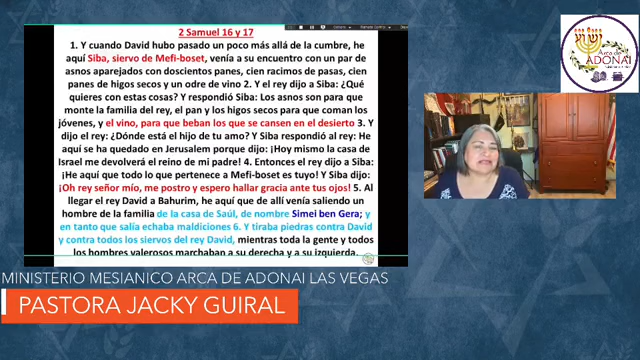 2 Samuel 16 y 17
1. Y cuando David hubo pasado un poco más allá de la cumbre, he
aquí Siba, siervo de Mefi-boset, venía a su encuentro con un par de
asnos aparejados con doscientos panes, cien racimos de pasas, cien
panes de higos secos y un odre de vino 2. Y el rey dijo a Siba: ¿Qué
quieres con estas cosas? Y respondió Siba: Los asnos son para que
monte la familia del rey, el pan y los higos secos para que coman los
jóvenes, y el vino, para que beban los que se cansen en el desierto 3. Y
dijo el rey: ¿Dónde está el hijo de tu amo? Y Siba respondió al rey: He
aquí se ha quedado en Jerusalem porque dijo: ¡Hoy mismo la casa de
Israel me devolverá el reino de mi padre! 4. Entonces el rey dijo a Siba:
¡He aquí que todo lo que pertenece a Mefi-boset es tuyo! Y Siba dijo:
¡Oh rey señor mío, me postro y espero hallar gracia ante tus ojos! 5. Al
llegar el rey David a Bahurim, he aquí que de allí venía saliendo un
hombre de la familia de la casa de Saúl, de nombre Simei ben Gera; y
en tanto que salía echaba maldiciones 6. Y tiraba piedras contra David
y contra todos los siervos del rey David, mientras toda la gente y todos
los hombres valerosos marchaban a su derecha y a su izquierda.
ישוע
Arca de
ADONAI
MINISTERIO MESIANICO ARCA DE ADONAI LAS VEGAS
PASTORA JACKY GUIRAL